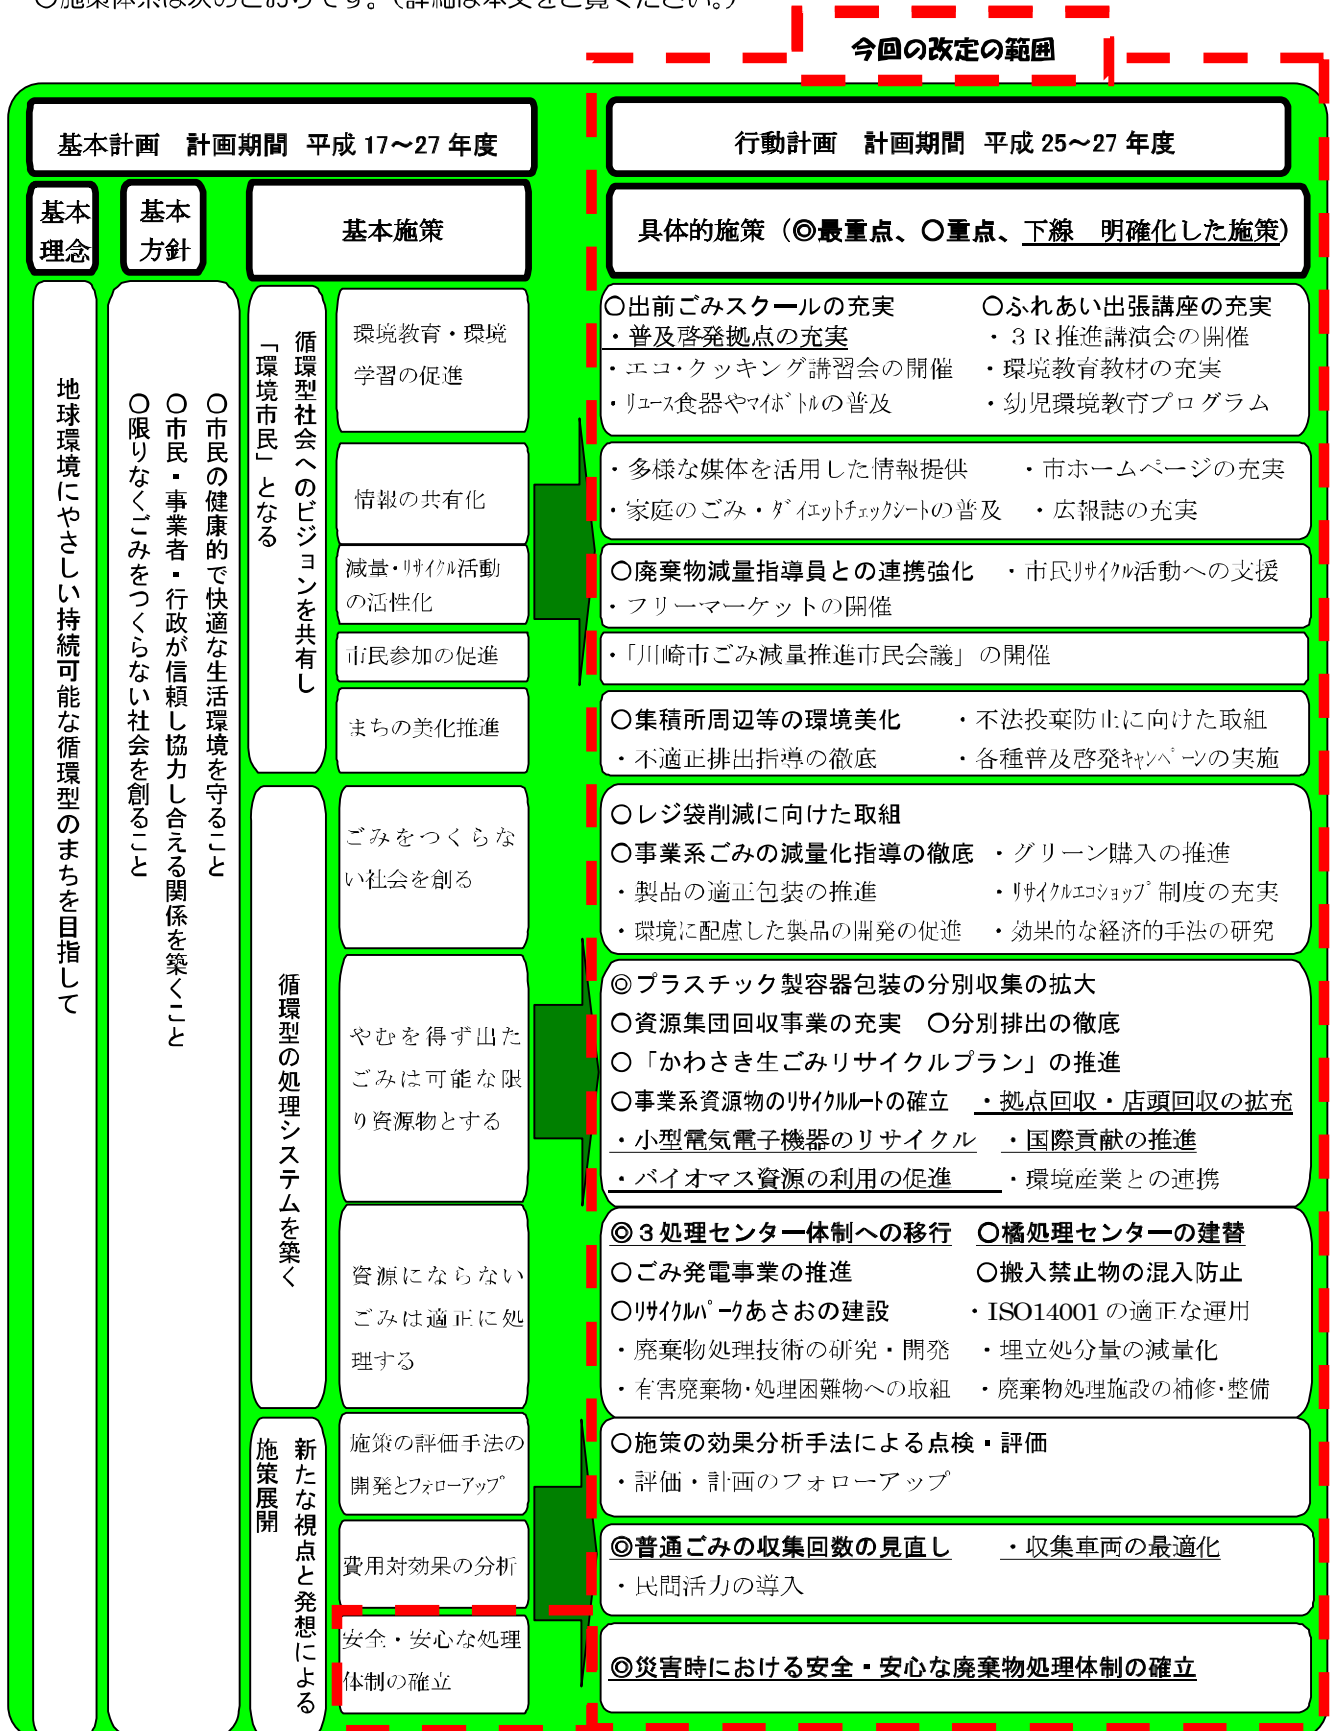 ○施策体系は次のとおりです。（詳細は本文をご覧ください。）
今回の改定の範囲
基本計画　計画期間　平成 17～27 年度
行動計画　計画期間　平成 25～27 年度
基本
理念
基本
方針
基本施策
具体的施策（◎最重点、○重点、下線　明確化した施策）
地球環境にやさしい持続可能な循環型のまちを目指して
○市民の健康的で快適な生活環境を守ること
○市民・事業者・行政が信頼し協力し合える関係を築くこと
○限りなくごみをつくらない社会を創ること
循環型社会へのビジョンを共有し
「環境市民」となる
環境教育・環境
学習の促進
○出前ごみスクールの充実　○ふれあい出張講座の充実
・普及啓発拠点の充実　・３Ｒ推進講演会の開催
・エコ・クッキング講習会の開催　・環境教育教材の充実
・リユース食器やマイボトルの普及　・幼児環境教育プログラム
情報の共有化
・多様な媒体を活用した情報提供　・市ホームページの充実
・家庭のごみ・ダイエットチェックシートの普及　・広報誌の充実
減量・リサイクル活動
の活性化
○廃棄物減量指導員との連携強化　・市民リサイクル活動への支援
・フリーマーケットの開催
市民参加の促進
・「川崎市ごみ減量推進市民会議」の開催
まちの美化推進
○集積所周辺等の環境美化　・不法投棄防止に向けた取組
・不適正排出指導の徹底　・各種普及啓発キャンペーンの実施
循環型の処理システムを築く
ごみをつくらな
い社会を創る
○レジ袋削減に向けた取組
○事業系ごみの減量化指導の徹底　・グリーン購入の推進
・製品の適正包装の推進　・リサイクルエコショップ制度の充実
・環境に配慮した製品の開発の促進　・効果的な経済的手法の研究
やむを得ず出た
ごみは可能な限
り資源物とする
◎プラスチック製容器包装の分別収集の拡大
○資源集団回収事業の充実　○分別排出の徹底
○「かわさき生ごみリサイクルプラン」の推進
○事業系資源物のリサイクルルートの確立　・拠点回収・店頭回収の拡充
・小型電気電子機器のリサイクル　・国際貢献の推進
・バイオマス資源の利用の促進　・環境産業との連携
資源にならない
ごみは適正に処
理する
◎３処理センター体制への移行　○橘処理センターの建替
○ごみ発電事業の推進　○搬入禁止物の混入防止
○リサイクルパークあさおの建設　・ISO14001 の適正な運用
・廃棄物処理技術の研究・開発　・埋立処分量の減量化
・有害廃棄物・処理困難物への取組　・廃棄物処理施設の補修・整備
新たな視点と発想による
施策展開
施策の評価手法の
開発とフォローアップ
○施策の効果分析手法による点検・評価
・評価・計画のフォローアップ
費用対効果の分析
◎普通ごみの収集回数の見直し　・収集車両の最適化
・民間活力の導入
安全・安心な処理
体制の確立
◎災害時における安全・安心な廃棄物処理体制の確立